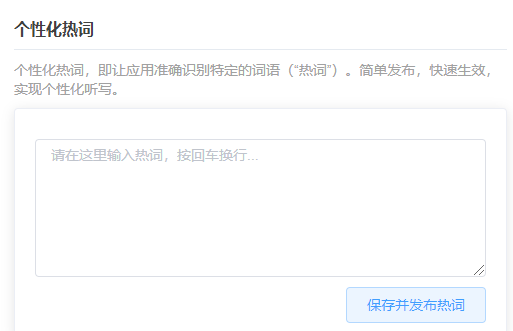 个性化热词
个性化热词，即让应用准确识别特定的词语（“热词”）。简单发布，快速生效，
实现个性化听写。
请在这里输入热词，按回车换行...
保存并发布热词